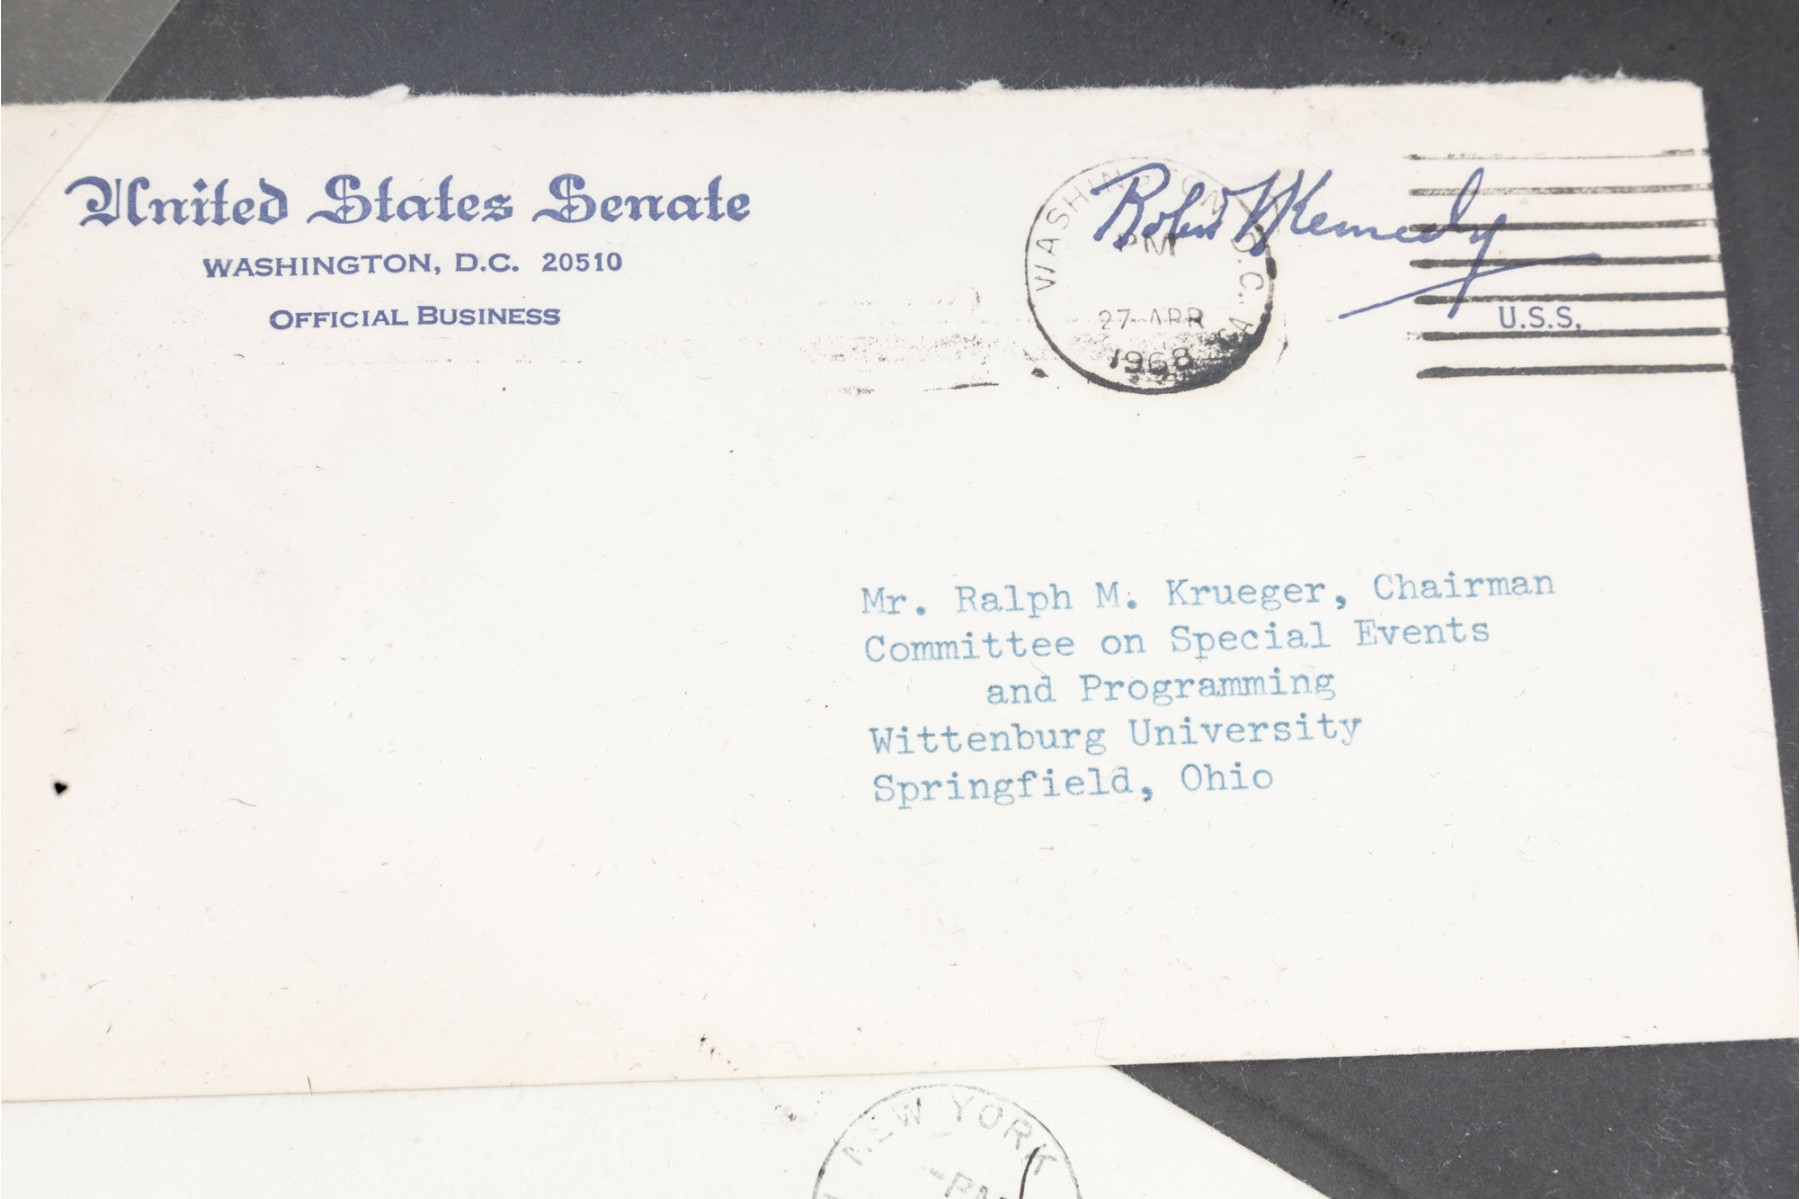 United States Senate
WASHINGTON, D.C. 20510
OFFICIAL BUSINESS
WASHINGTON, D.C.
PM
27 APR
1968
Robert Kennedy
U.S.S.
Mr. Ralph M. Krueger, Chairman
Committee on Special Events
and Programming
Wittenburg University
Springfield, Ohio
NEW YORK
PM